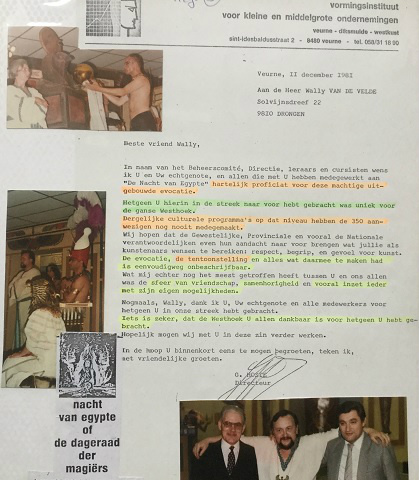 vormingsinstituut
voor kleine en middelgrote ondernemingen
veurne - diksmuide - westkust
sint-idesbaldusstraat 2 - 8480 veurne - tel. 058/31 18 90
Veurne, 11 december 1982
Aan de Heer Wally VAN DE VELDE
Solvijnsdreef 22
9820 DRONGEN
Beste vriend Wally,
In naam van het Beheerscomité, Directie, leraars en cursisten wens
ik U en Uw echtgenote, en allen die met U hebben medegewerkt aan
"De Nacht van Egypte" hartelijk proficiat voor deze machtige uit-
gebouwde evocatie.
Hetgeen U hierin de streek naar voor hebt gebracht was uniek voor
de ganse Westhoek.
Dergelijke culturele programma's op dat niveau hebben de 350 aan-
wezigen nog nooit medegemaakt.
Wij hopen dat de Gewestelijke, Provinciale en vooral de Nationale
verantwoordelijken even hun aandacht naar voor brengen wat jullie als
kunstenaars wensen te bereiken: respect, begrip, en gevoel voor kunst.
De evocatie, de tentoonstelling en alles wat daarmee te maken had
is eenvoudigweg onbeschrijfbaar.
Wat mij echter nog het meest getroffen heeft tussen U en ons allen
was de sfeer van vriendschap, samenhorigheid en vooral inzet ieder
met zijn eigen mogelijkheden.
Nogmaals, Wally, dank ik U, Uw echtgenote en alle medewerkers voor
hetgeen U in onze streek hebt gebracht.
Iets is zeker, dat de Westhoek U allen dankbaar is voor hetgeen U heeft ge-
bracht.
Hopelijk mogen wij met U in deze zin verder werken.
In de hoop U binnenkort eens te mogen begroeten, teken ik,
met vriendelijke groeten.
G.
Directeur
nacht
van egypte
of
de dageraad
der
magiërs